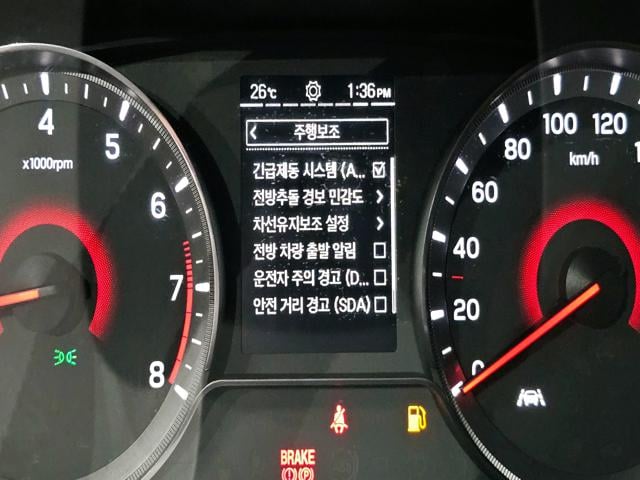 26℃ 1:36PM
주행보조
긴급제동 시스템 (A...
전방추돌 경보 민감도
차선유지보조 설정
전방 차량 출발 알림
운전자 주의 경고 (D...
안전 거리 경고 (SDA)
4 5 6 7 8
x1000rpm
0 20 40 60 80 100 120
km/h
BRAKE
P